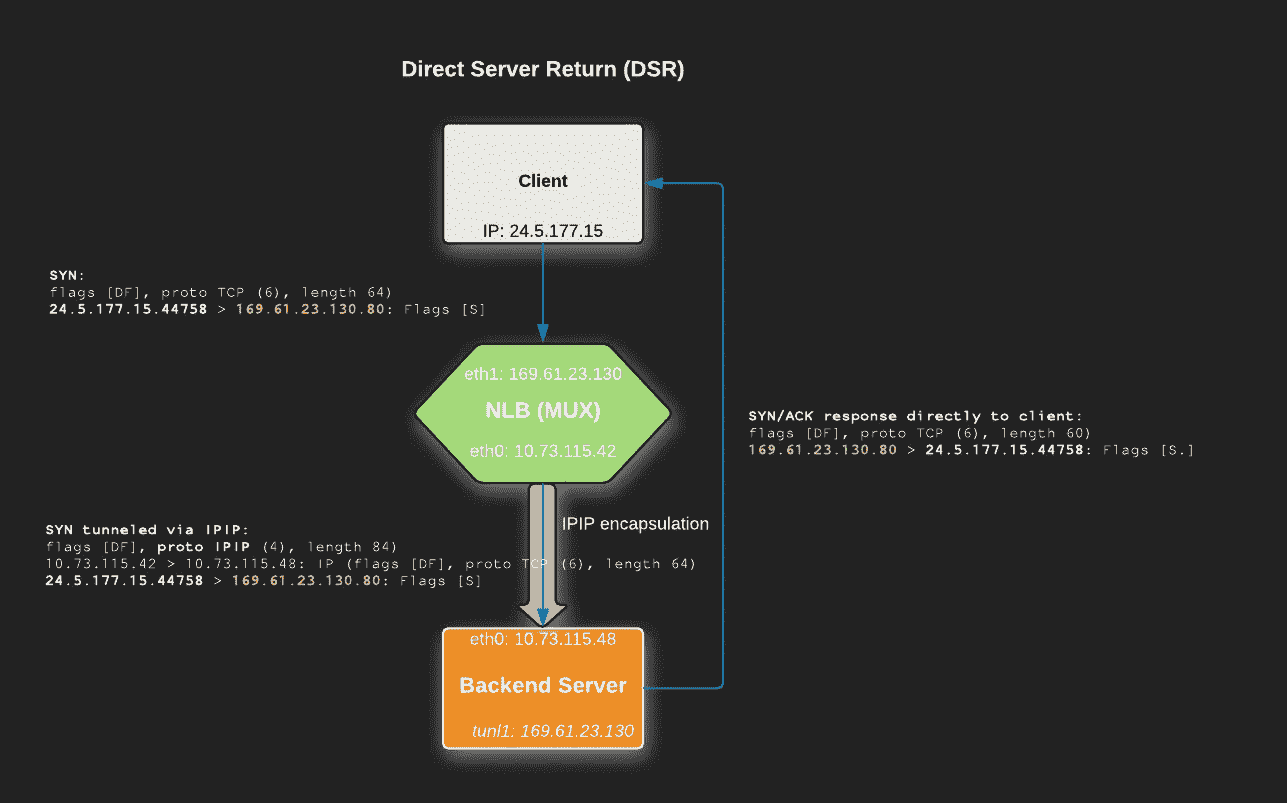 Direct Server Return (DSR)
Client
IP: 24.5.177.15
SYN:
flags [DF], proto TCP (6), length 64)
24.5.177.15.44758 > 169.61.23.130.80: Flags [S]
eth1: 169.61.23.130
NLB (MUX)
eth0: 10.73.115.42
SYN/ACK response directly to client:
flags [DF], proto TCP (6), length 60)
169.61.23.130.80 > 24.5.177.15.44758: Flags [S.]
IPIP encapsulation
SYN tunneled via IPIP:
flags [DF], proto IPIP (4), length 84)
10.73.115.42 > 10.73.115.48: IP (flags [DF], proto TCP (6), length 64)
24.5.177.15.44758 > 169.61.23.130.80: Flags [S]
eth0: 10.73.115.48
Backend Server
tunl1: 169.61.23.130